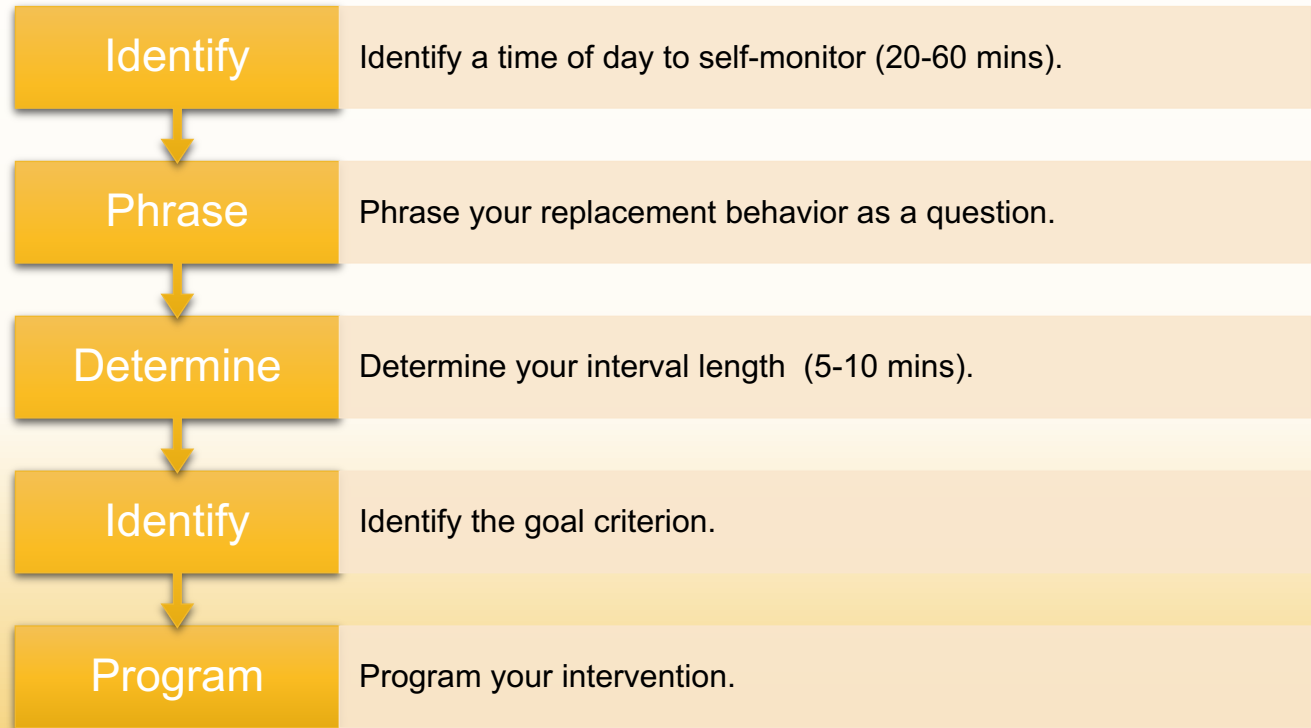 Identify
Identify a time of day to self-monitor (20-60 mins).
Phrase
Phrase your replacement behavior as a question.
Determine
Determine your interval length  (5-10 mins).
Identify
Identify the goal criterion.
Program
Program your intervention.